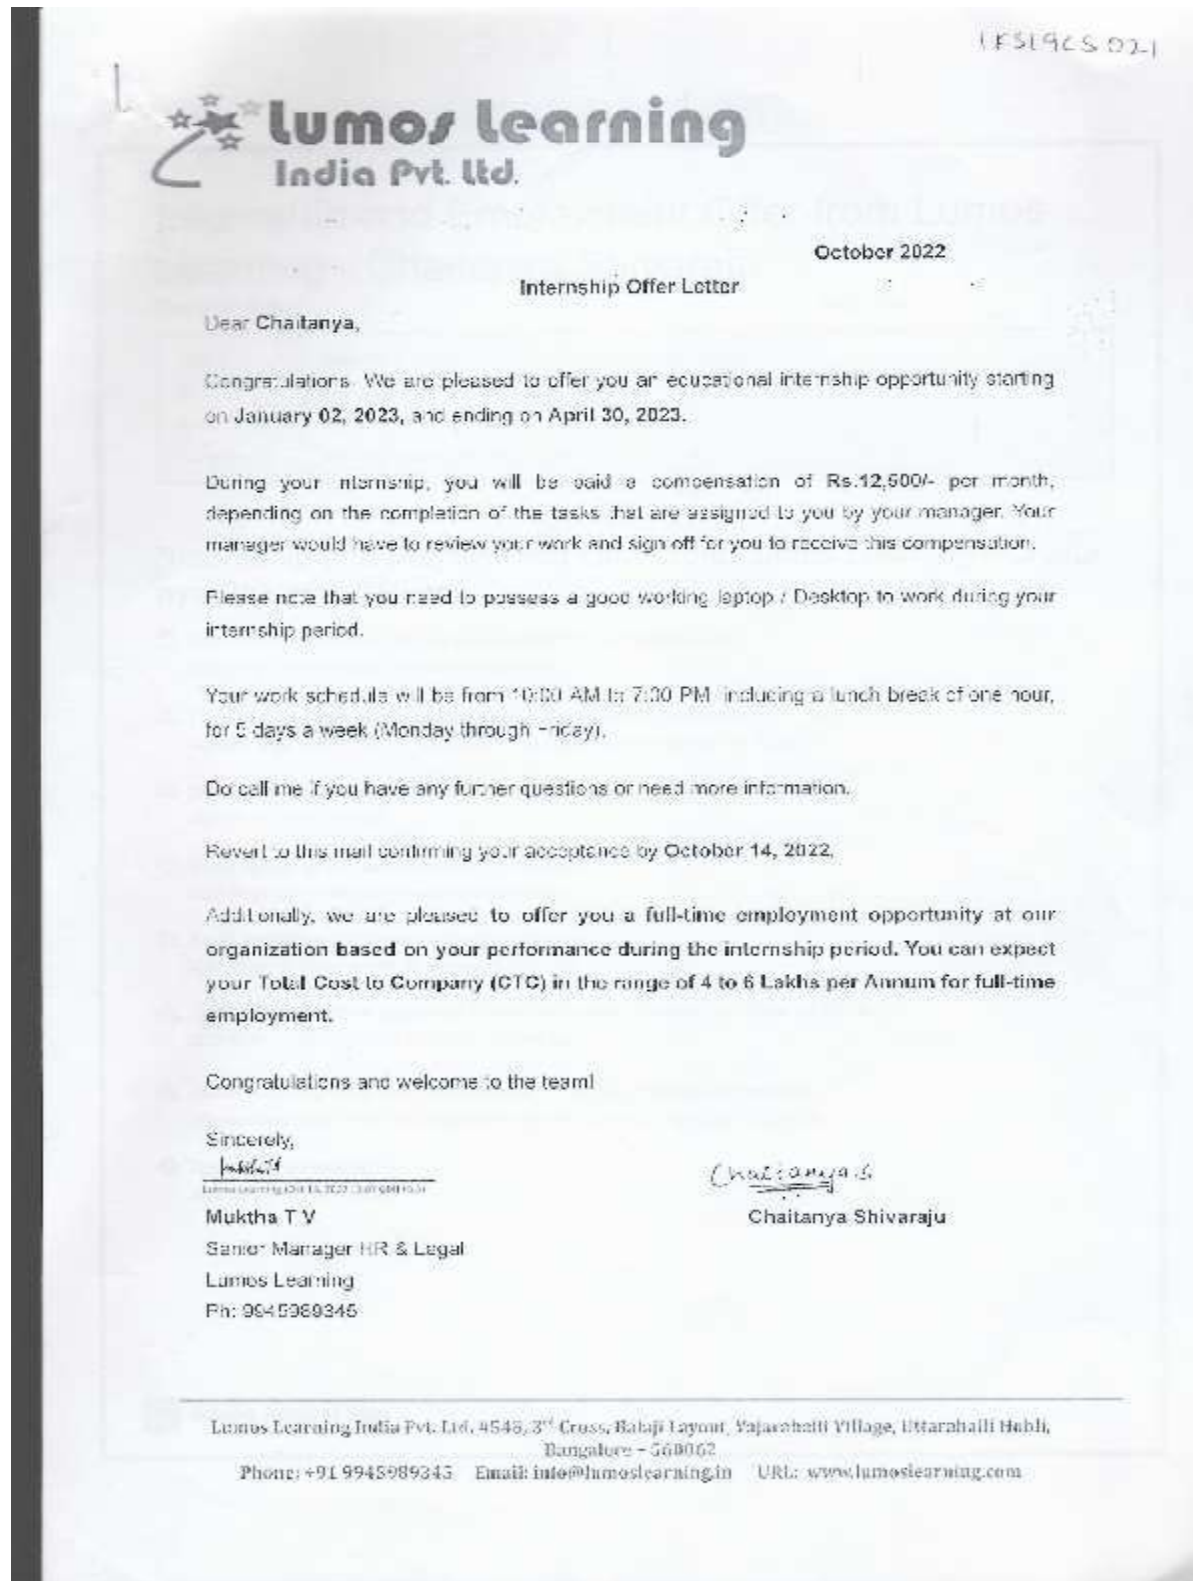 1KS19CS021
Lumos Learning
India Pvt. Ltd.
October 2022
Internship Offer Letter
Dear Chaitanya,
Congratulations. We are pleased to offer you an educational internship opportunity starting
on January 02, 2023, and ending on April 30, 2023.
During your internship, you will be paid a compensation of Rs.12,500/- per month,
depending on the completion of the tasks that are assigned to you by your manager. Your
manager would have to review your work and sign off for you to receive this compensation.
Please note that you need to possess a good working laptop / Desktop to work during your
internship period.
Your work schedule will be from 10:00 AM to 7:00 PM including a lunch break of one hour,
for 5 days a week (Monday through Friday).
Do call me if you have any further questions or need more information.
Revert to this mail confirming your acceptance by October 14, 2022.
Additionally, we are pleased to offer you a full-time employment opportunity at our
organization based on your performance during the internship period. You can expect
your Total Cost to Company (CTC) in the range of 4 to 6 Lakhs per Annum for full-time
employment.
Congratulations and welcome to the team!
Sincerely,
Chaitanya S
Muktha T V
Chaitanya Shivaraju
Senior Manager HR & Legal
Lumos Learning
Ph: 9945989345
Lumos Learning India Pvt. Ltd. 3rd Cross, Balaji Layout, Vajarahalli Village, Uttarahalli Hobli,
Bangalore - 560062
Phone: +91 9945989345 Email: info@lumoslearning.in URL: www.lumoslearning.com